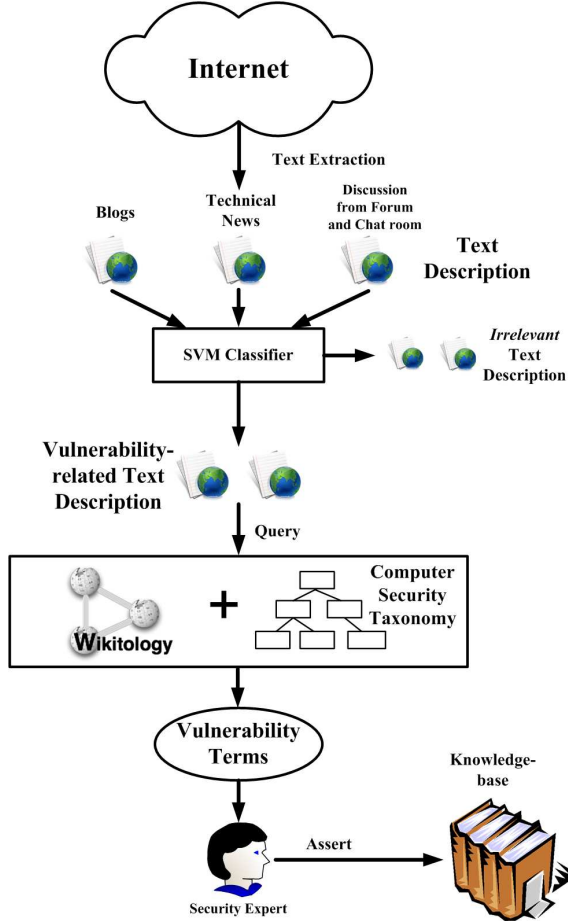 Internet
Text Extraction
Blogs
Technical
News
Discussion
from Forum
and Chat room
Text
Description
SVM Classifier
Irrelevant
Text
Description
Vulnerability-
related Text
Description
Query
Wikitology
+
Computer
Security
Taxonomy
Vulnerability
Terms
Knowledge-
base
Assert
Security Expert